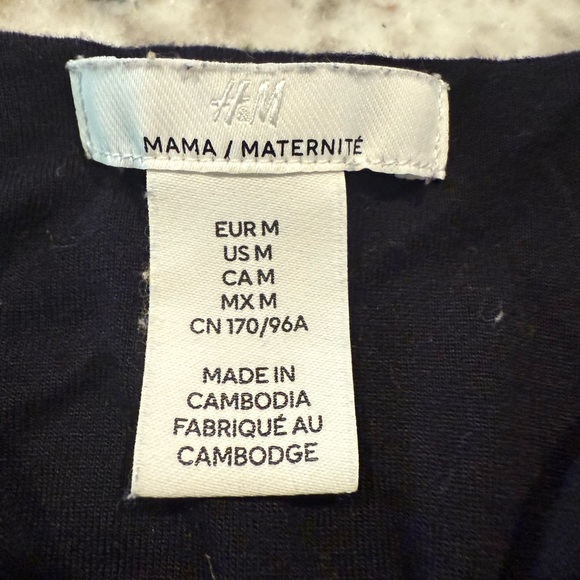 H&M
MAMA / MATERNITÉ
EUR M
US M
CA M
MX M
CN 170/96A
MADE IN
CAMBODIA
FABRIQUÉ AU
CAMBODGE